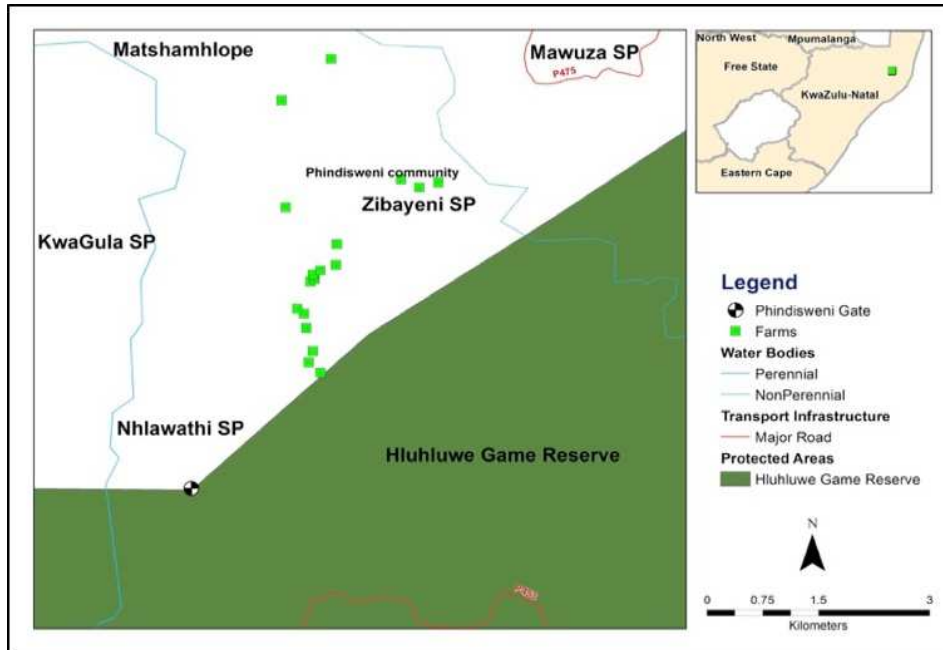 Matshamhlope
Mawuza SP
P475
Phindisweni community
Zibayeni SP
KwaGula SP
Nhlawathi SP
Hluhluwe Game Reserve
P453
North West
Mpumalanga
Free State
KwaZulu-Natal
Eastern Cape
Legend
Phindisweni Gate
Farms
Water Bodies
Perennial
NonPerennial
Transport Infrastructure
Major Road
Protected Areas
Hluhluwe Game Reserve
N
0 0.75 1.5 3
Kilometers